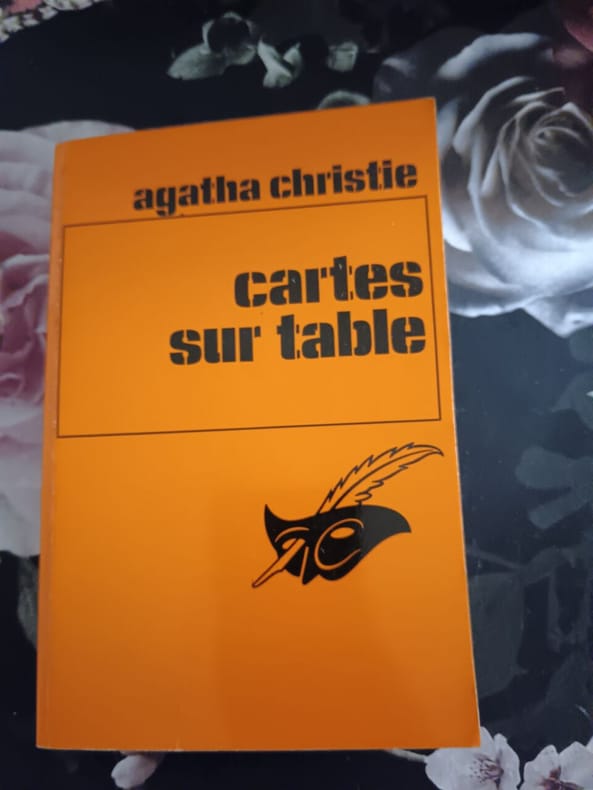 agatha christie
cartes
sur table